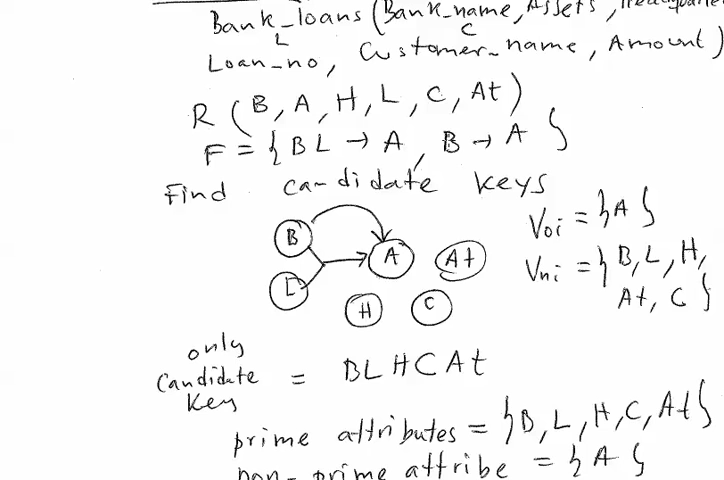 Bank_loans (Bank_name, Assets,
L C
Loan_no, Customer_name, Amount)
R (B, A, H, L, C, At)
F = { BL → A, B → A }
Find candidate keys
B
A
At
L
H
C
Voi = {A}
Vni = {B, L, H,
At, C}
only
Candidate = BLHCAt
Key
prime attributes = {B, L, H, C, At}
non-prime attribe = {A}